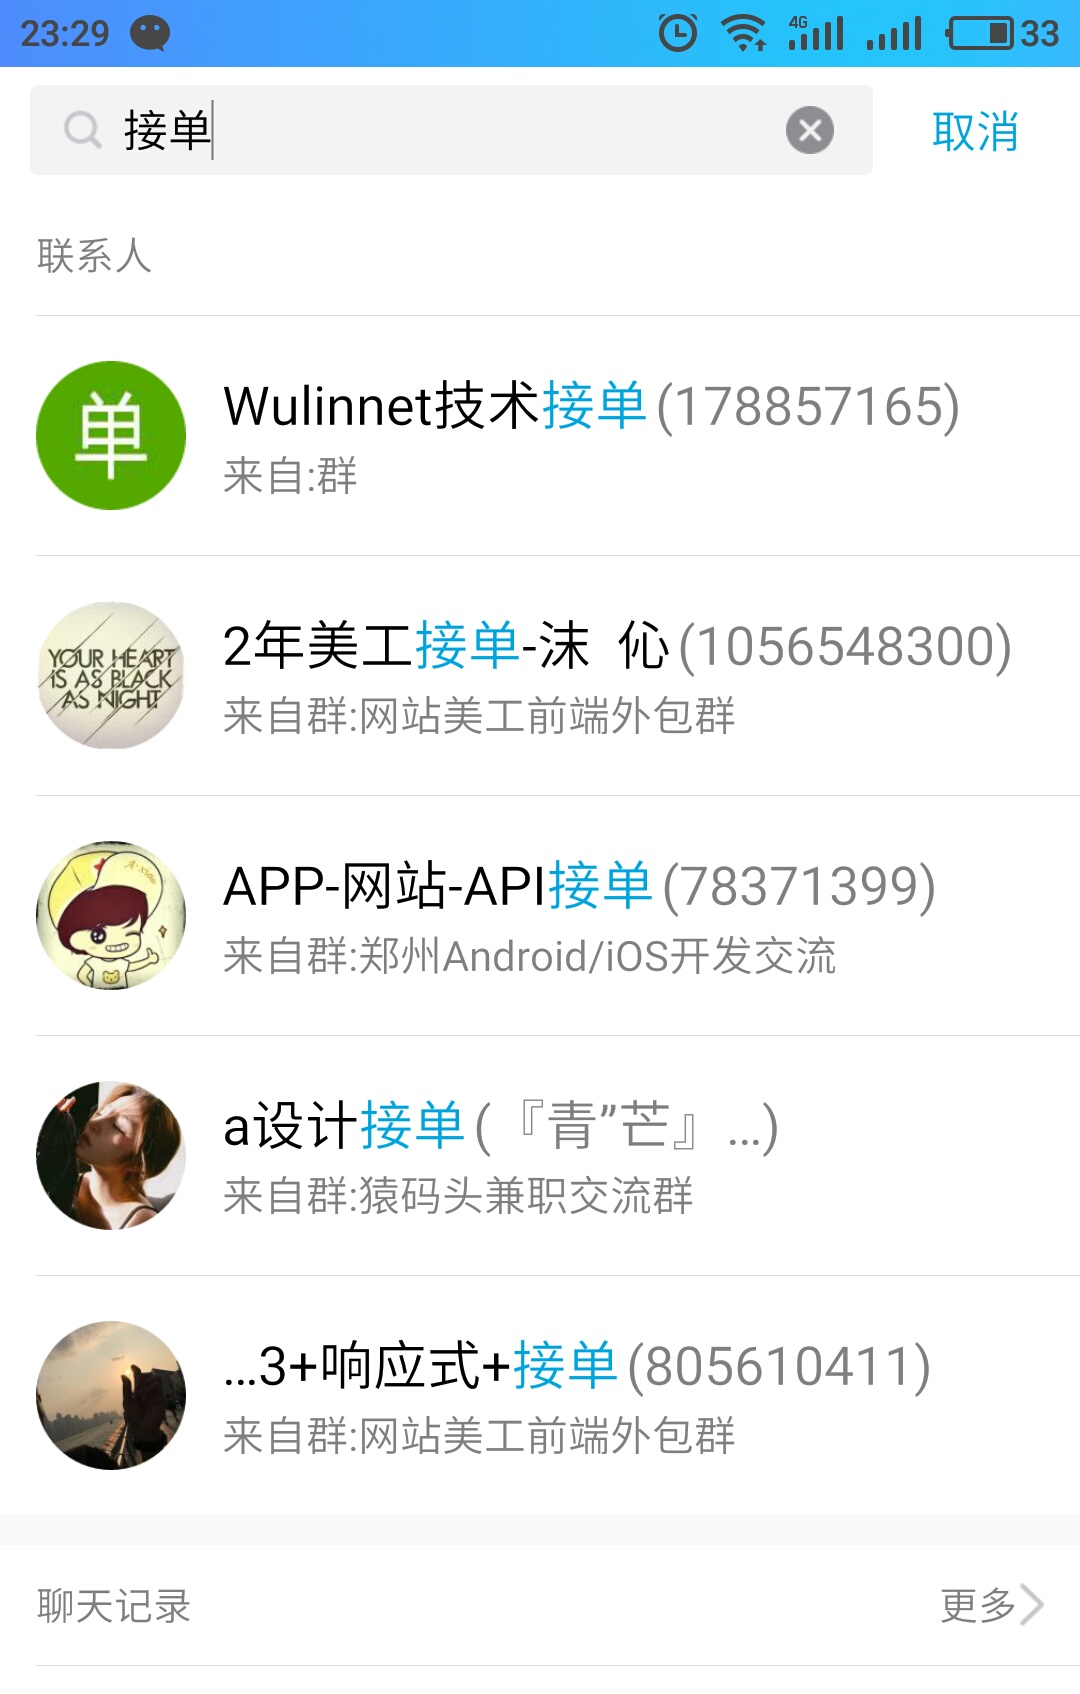 23:29
4G
33
接单
取消
联系人
单
Wulinnet技术接单(178857165)
来自:群
YOUR HEART
IS AS BLACK
AS NIGHT
2年美工接单-沫 伈(1056548300)
来自群:网站美工前端外包群
APP-网站-API接单(78371399)
来自群:郑州Android/iOS开发交流
a设计接单(『青”芒』...)
来自群:猿码头兼职交流群
...3+响应式+接单(805610411)
来自群:网站美工前端外包群
聊天记录
更多